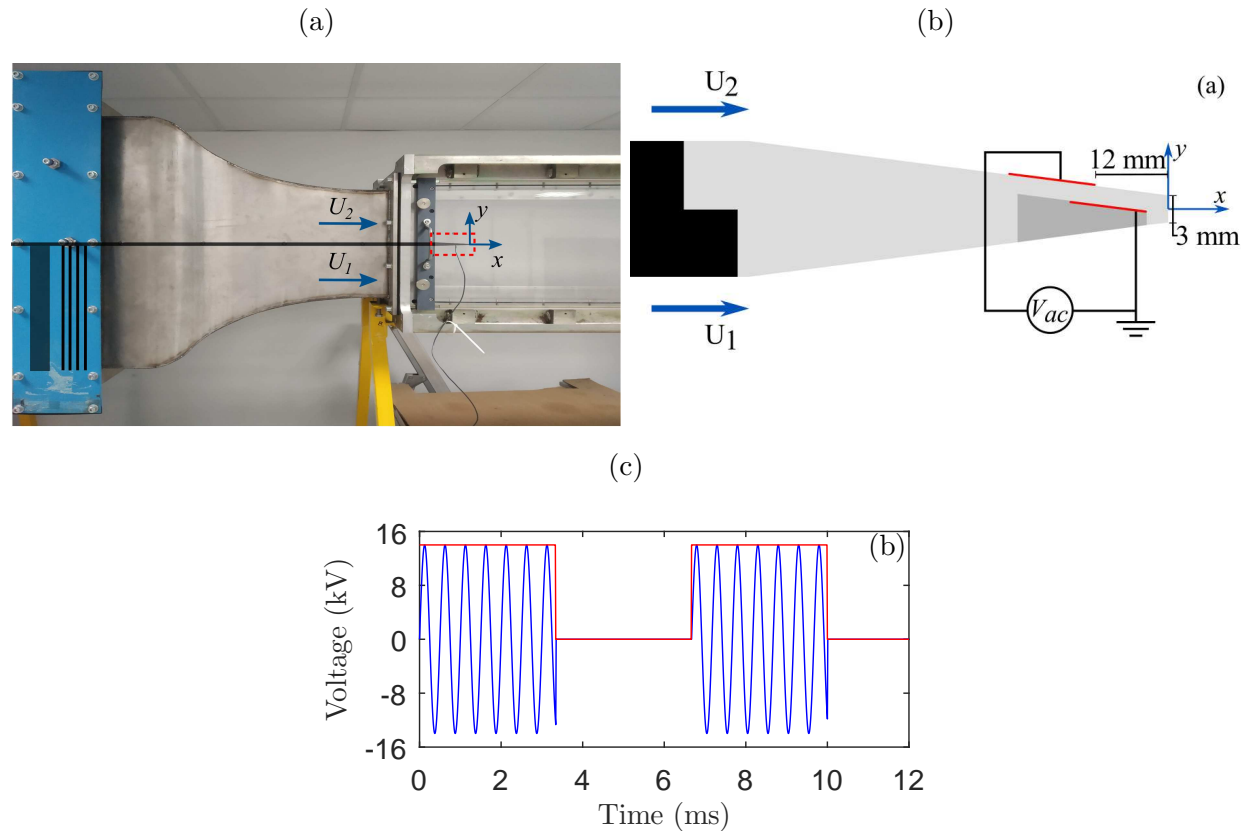 (a)
(b)
U2
U1
y
x
U2
(a)
12 mm
y
x
3 mm
Vac
U1
(c)
16
8
0
-8
-16
Voltage (kV)
(b)
0 2 4 6 8 10 12
Time (ms)